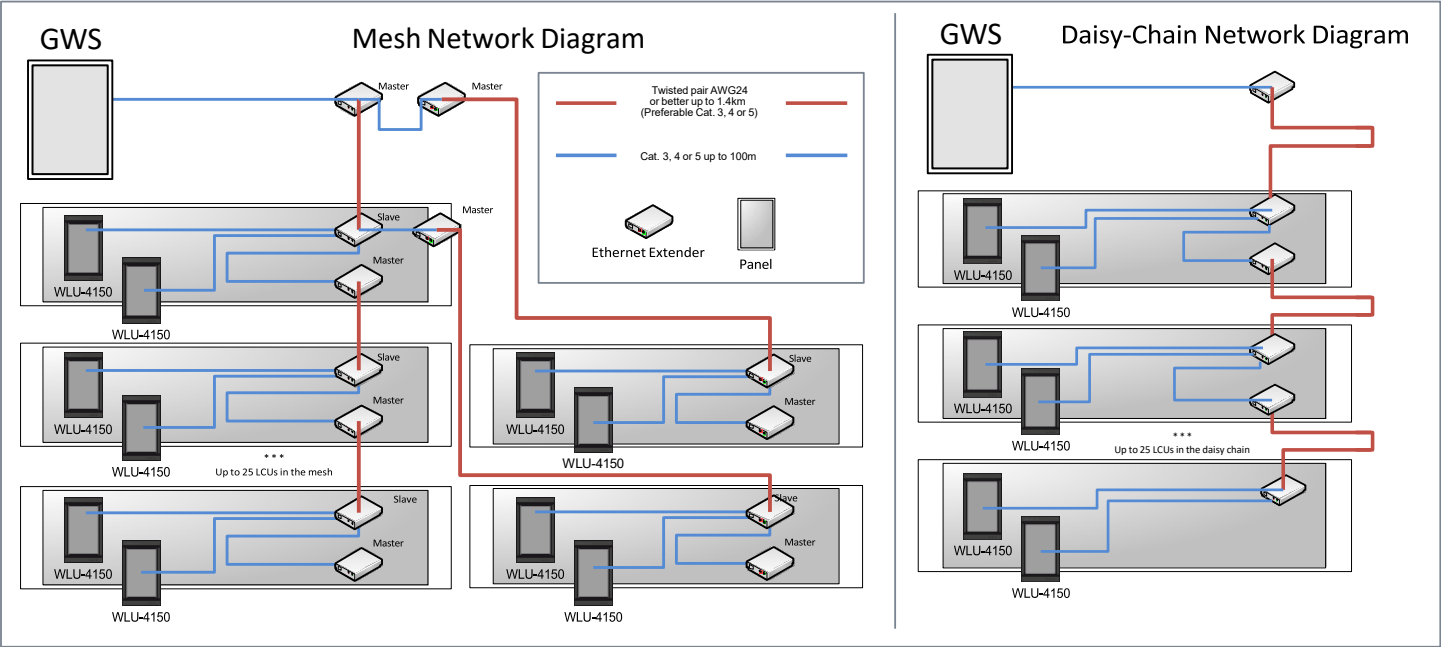 GWS
Mesh Network Diagram
Master
Master
Twisted pair AWG24
or better up to 1.4km
(Preferable Cat. 3, 4 or 5)
Cat. 3, 4 or 5 up to 100m
Ethernet Extender
Panel
Slave
Master
Master
WLU-4150
WLU-4150
Slave
Master
WLU-4150
WLU-4150
* * *
Up to 25 LCUs in the mesh
Slave
Master
WLU-4150
WLU-4150
Slave
Master
WLU-4150
WLU-4150
Slave
Master
WLU-4150
WLU-4150
GWS
Daisy-Chain Network Diagram
WLU-4150
WLU-4150
WLU-4150
WLU-4150
* * *
Up to 25 LCUs in the daisy chain
WLU-4150
WLU-4150